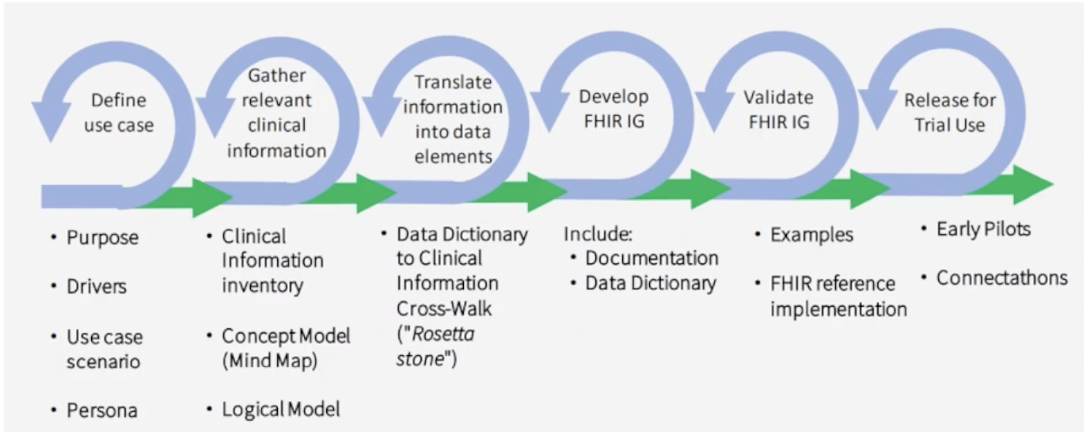 Define
use case
Gather
relevant
clinical
information
Translate
information
into data
elements
Develop
FHIR IG
Validate
FHIR IG
Release for
Trial Use
• Purpose
• Drivers
• Use case
scenario
• Persona
• Clinical
Information
inventory
• Concept Model
(Mind Map)
• Logical Model
• Data Dictionary
to Clinical
Information
Cross-Walk
("Rosetta
stone")
Include:
• Documentation
• Data Dictionary
• Examples
• FHIR reference
implementation
• Early Pilots
• Connectathons